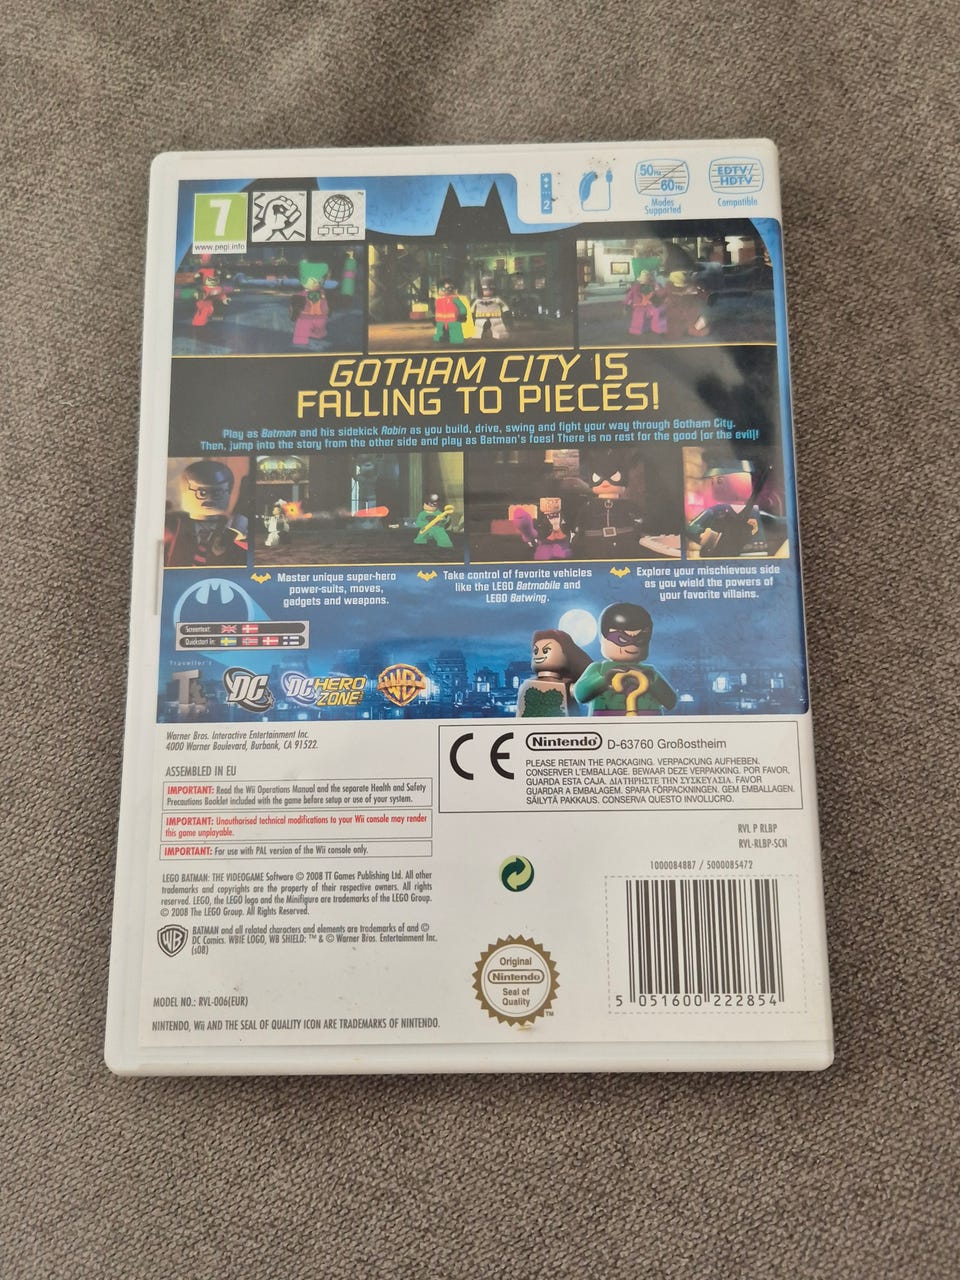 7
www.pegi.info
TM
2
50Hz
60Hz
Modes
Supported
EDTV/
HDTV
Compatible
GOTHAM CITY IS
FALLING TO PIECES!
Play as Batman and his sidekick Robin as you build, drive, swing and fight your way through Gotham City.
Then, jump into the story from the other side and play as Batman's foes! There is no rest for the good (or the evil)!
Master unique super-hero
power-suits, moves,
gadgets and weapons.
Take control of favorite vehicles
like the LEGO Batmobile and
LEGO Batwing.
Explore your mischievous side
as you wield the powers of
your favorite villains.
Screentext:
Quickstart in:
Traveller's
T
DC
DC HERO
ZONE
WB
Warner Bros. Interactive Entertainment Inc.
4000 Warner Boulevard, Burbank, CA 91522.
ASSEMBLED IN EU
IMPORTANT: Read the Wii Operations Manual and the separate Health and Safety
Precautions Booklet included with the game before setup or use of your system.
IMPORTANT: Unauthorised technical modifications to your Wii console may render
this game unplayable.
IMPORTANT: For use with PAL version of the Wii console only.
CE
Nintendo D-63760 Großostheim
PLEASE RETAIN THE PACKAGING. VERPACKUNG AUFHEBEN.
CONSERVER L'EMBALLAGE. BEWAAR DEZE VERPAKKING. POR FAVOR,
GUARDA ESTA CAJA. ΔΙΑΤΗΡΗΣΤΕ ΤΗΝ ΣΥΣΚΕΥΑΣΙΑ. FAVOR
GUARDAR A EMBALAGEM. SPARA FÖRPACKNINGEN. GEM EMBALLAGEN.
SÄILYTÄ PAKKAUS. CONSERVA QUESTO INVOLUCRO.
RVL P RLBP
RVL-RLBP-SCN
1000084887 / 5000085472
LEGO BATMAN: THE VIDEOGAME Software © 2008 TT Games Publishing Ltd. All other
trademarks and copyrights are the property of their respective owners. All rights
reserved. LEGO, the LEGO logo and the Minifigure are trademarks of the LEGO Group.
© 2008 The LEGO Group. All Rights Reserved.
WB
BATMAN and all related characters and elements are trademarks of and ©
DC Comics. WBIE LOGO, WB SHIELD: ™ & © Warner Bros. Entertainment Inc.
(s08)
Original
Nintendo
Seal of
Quality
TM
5 051600 222854
MODEL NO.: RVL-006(EUR)
NINTENDO, Wii AND THE SEAL OF QUALITY ICON ARE TRADEMARKS OF NINTENDO.